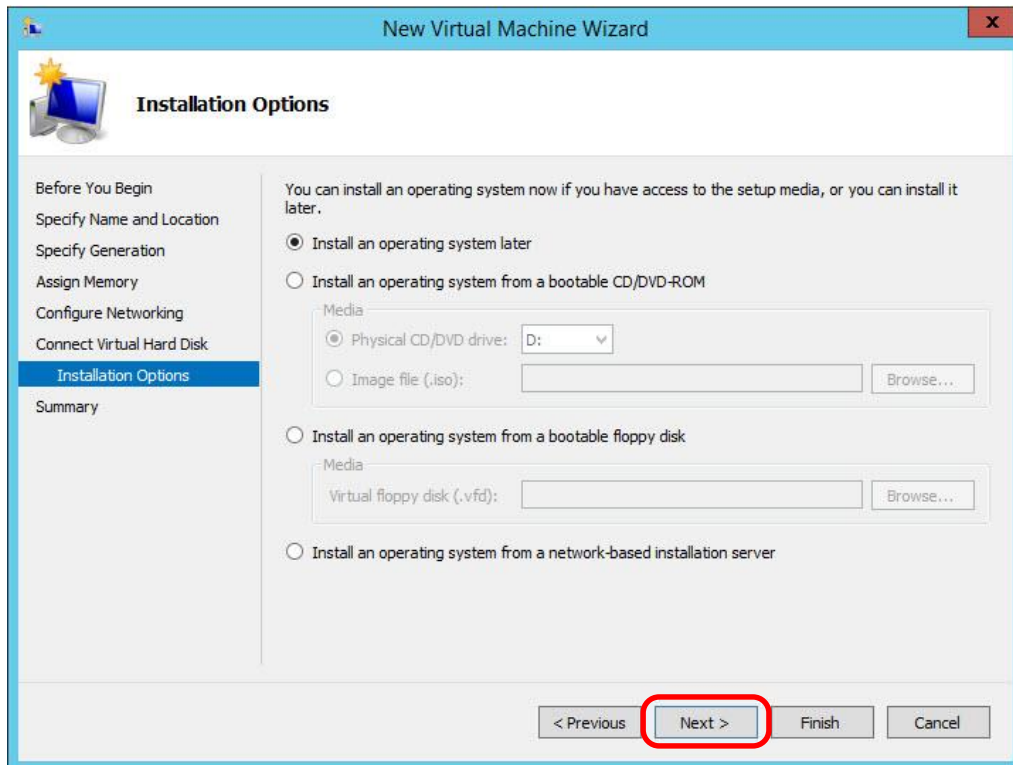 New Virtual Machine Wizard
x
Installation Options
Before You Begin
Specify Name and Location
Specify Generation
Assign Memory
Configure Networking
Connect Virtual Hard Disk
Installation Options
Summary
You can install an operating system now if you have access to the setup media, or you can install it
later.
Install an operating system later
Install an operating system from a bootable CD/DVD-ROM
Media
Physical CD/DVD drive: D:
Image file (.iso): Browse...
Install an operating system from a bootable floppy disk
Media
Virtual floppy disk (.vfd): Browse...
Install an operating system from a network-based installation server
< Previous Next > Finish Cancel